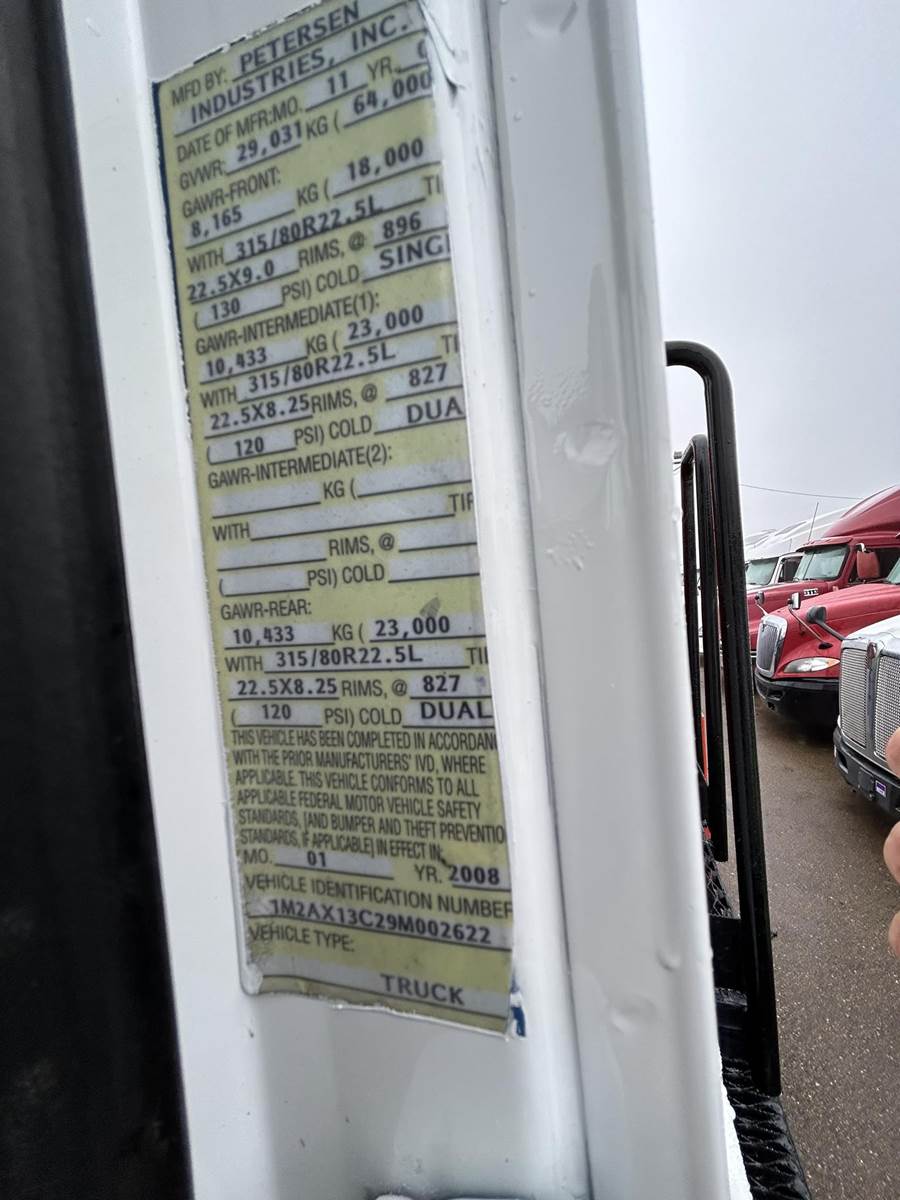 MFD BY: PETERSEN
INDUSTRIES, INC.
DATE OF MFR:MO. 11 YR. 0
GVWR: 29,031 KG ( 64,000
GAWR-FRONT:
8,165 KG ( 18,000
WITH 315/80R22.5L TI
22.5X9.0 RIMS, @ 896
( 130 PSI) COLD SINGL
GAWR-INTERMEDIATE(1):
10,433 KG ( 23,000
WITH 315/80R22.5L TI
22.5X8.25 RIMS, @ 827
( 120 PSI) COLD DUA
GAWR-INTERMEDIATE(2):
KG (
WITH TIR
RIMS, @
( PSI) COLD
GAWR-REAR:
10,433 KG ( 23,000
WITH 315/80R22.5L TI
22.5X8.25 RIMS, @ 827
( 120 PSI) COLD DUAL
THIS VEHICLE HAS BEEN COMPLETED IN ACCORDAN
WITH THE PRIOR MANUFACTURERS' IVD, WHERE
APPLICABLE. THIS VEHICLE CONFORMS TO ALL
APPLICABLE FEDERAL MOTOR VEHICLE SAFETY
STANDARDS, [AND BUMPER AND THEFT PREVENTIO
STANDARDS, IF APPLICABLE] IN EFFECT IN:
MO. 01 YR. 2008
VEHICLE IDENTIFICATION NUMBER
1M2AX13C29M002622
VEHICLE TYPE:
TRUCK